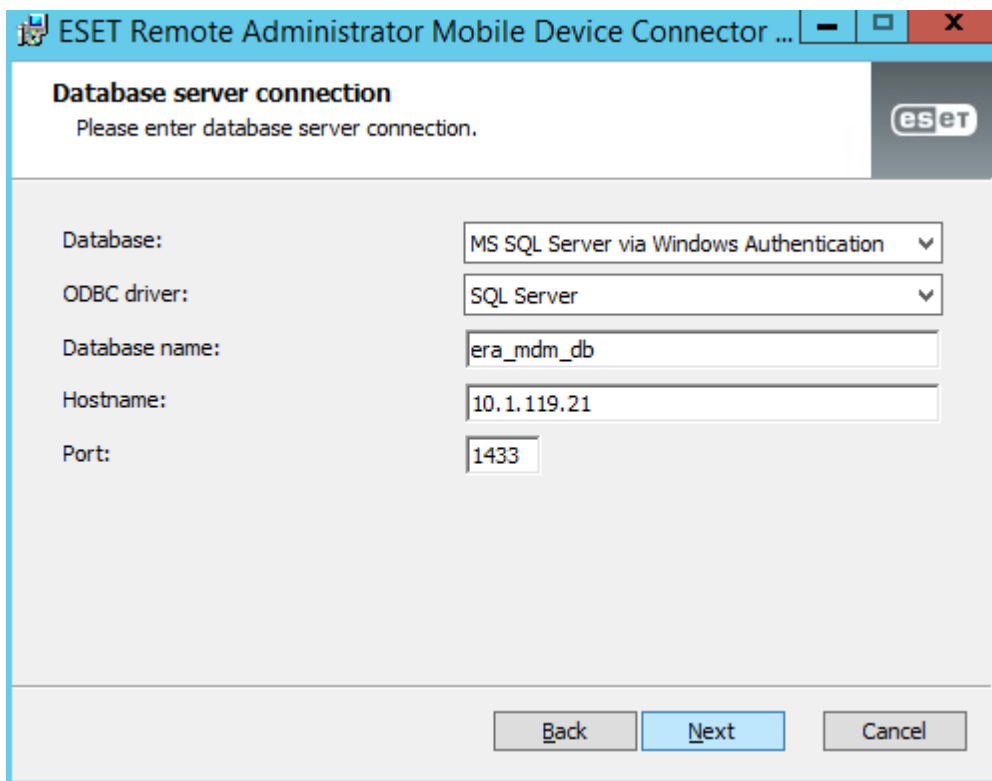 ESET Remote Administrator Mobile Device Connector ...
Database server connection
Please enter database server connection.
eset
Database: MS SQL Server via Windows Authentication
ODBC driver: SQL Server
Database name: era_mdm_db
Hostname: 10.1.119.21
Port: 1433
Back Next Cancel